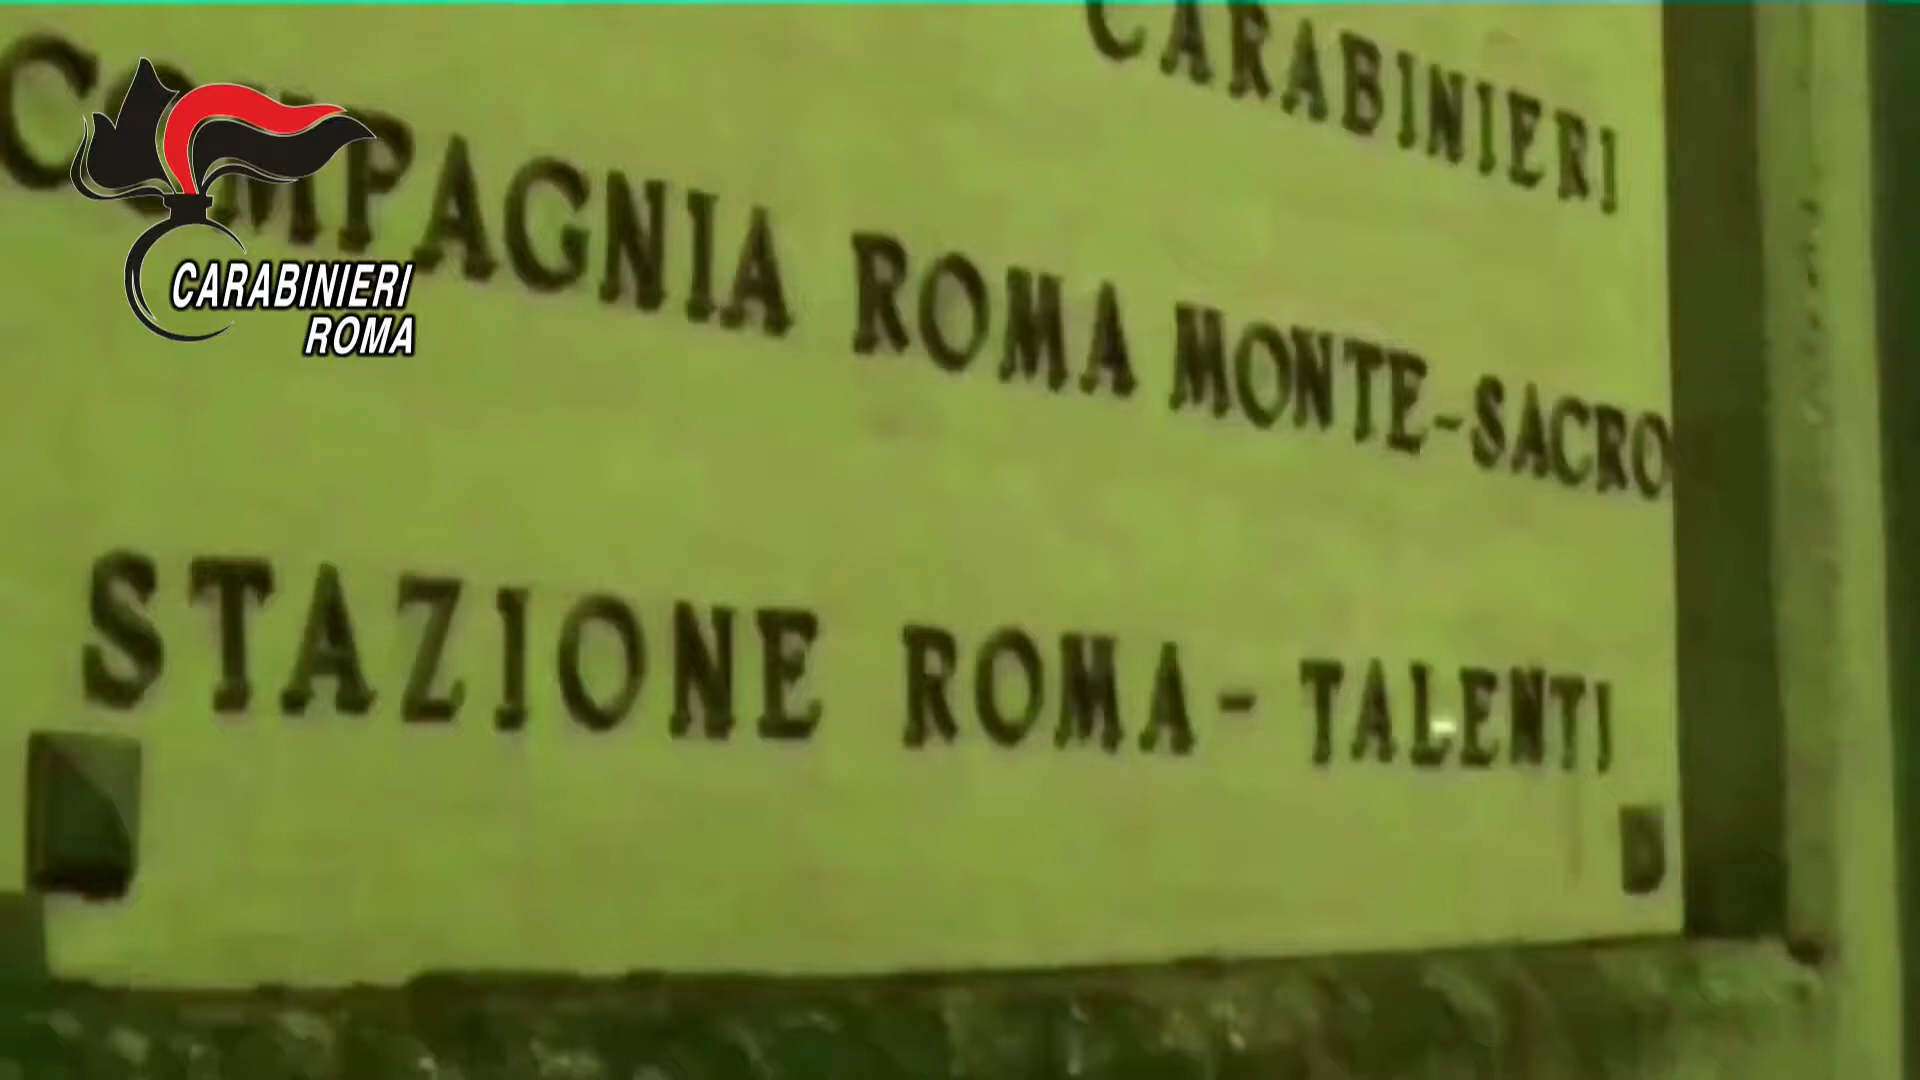 CARABINIERI
COMPAGNIA ROMA MONTE-SACRO
STAZIONE ROMA - TALENTI
CARABINIERI
ROMA